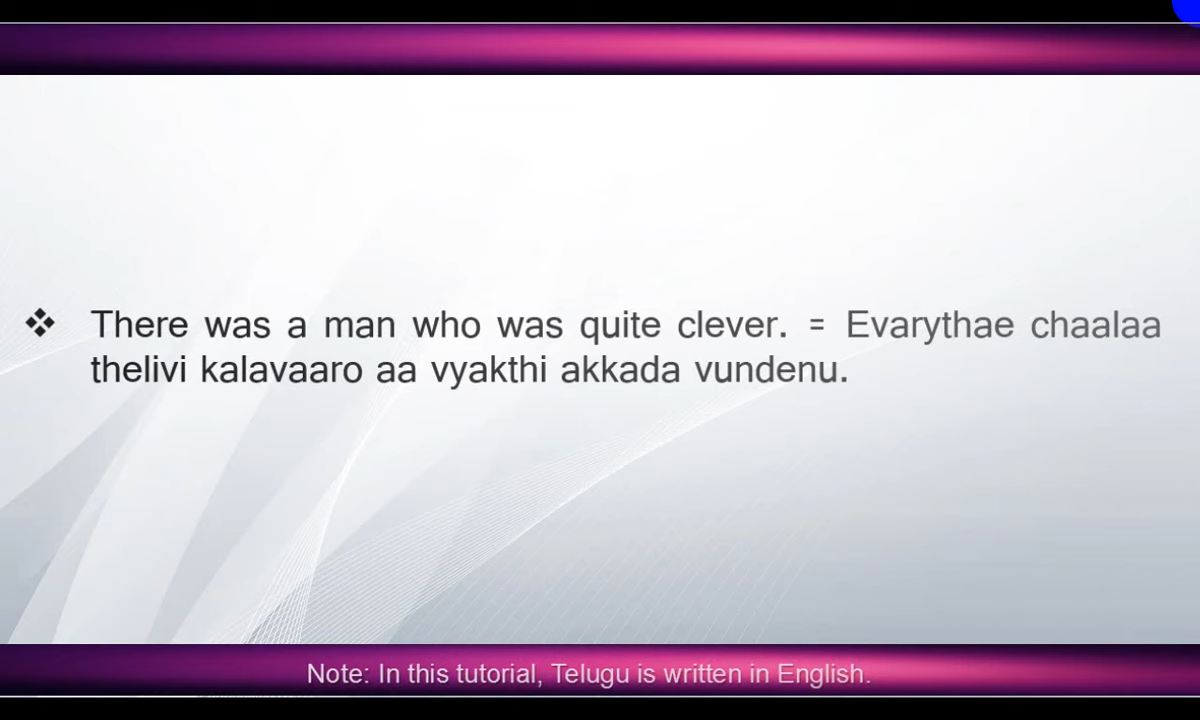 ❖ There was a man who was quite clever. = Evarythae chaalaa
thelivi kalavaaro aa vyakthi akkada vundenu.
Note: In this tutorial, Telugu is written in English.